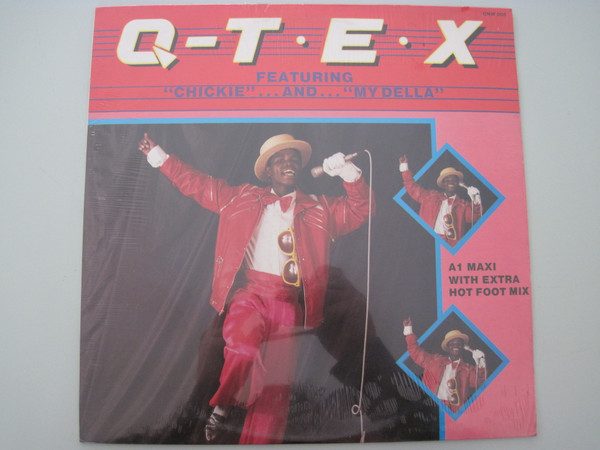 Q-T·E·X
FEATURING
"CHICKIE"...AND..."MY DELLA"
A1 MAXI
WITH EXTRA
HOT FOOT MIX